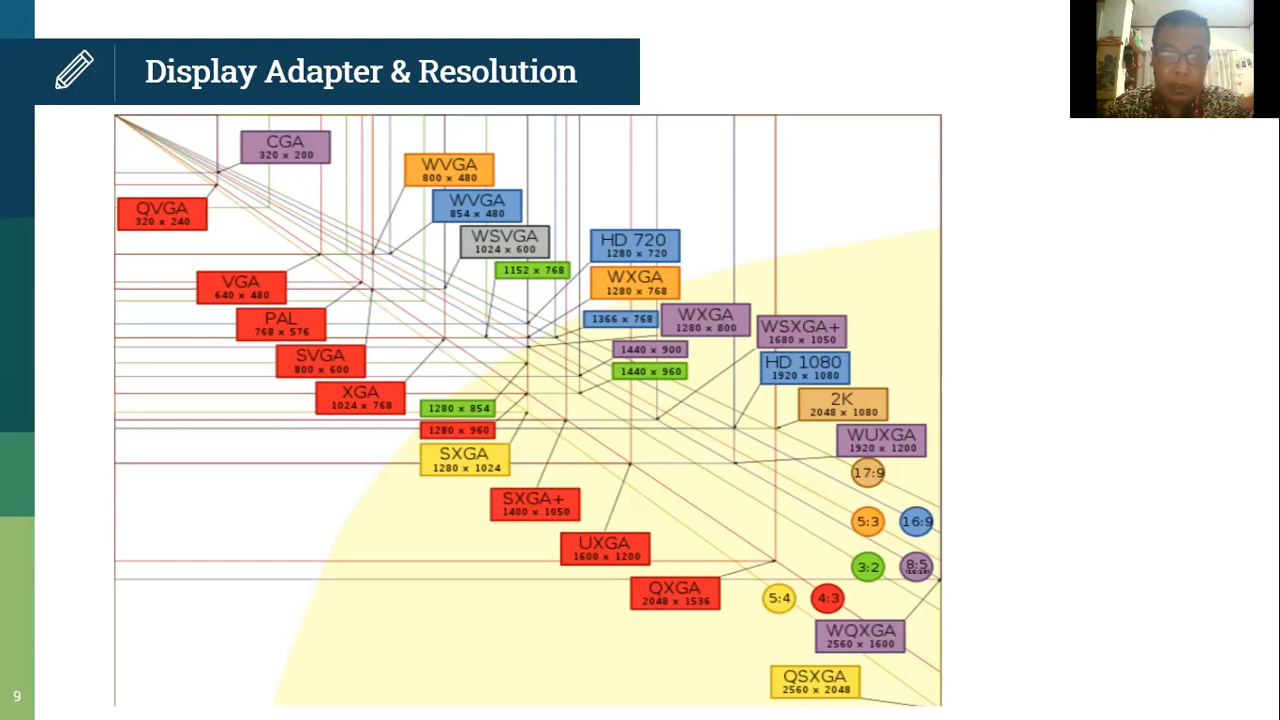 Display Adapter & Resolution
CGA
320 x 200
WVGA
800 x 480
QVGA
320 x 240
WVGA
854 x 480
WSVGA
1024 x 600
HD 720
1280 x 720
1152 x 768
VGA
640 x 480
WXGA
1280 x 768
PAL
768 x 576
1366 x 768
WXGA
1280 x 800
WSXGA+
1680 x 1050
SVGA
800 x 600
1440 x 900
HD 1080
1920 x 1080
1440 x 960
XGA
1024 x 768
2K
2048 x 1080
1280 x 854
1280 x 960
WUXGA
1920 x 1200
SXGA
1280 x 1024
17:9
SXGA+
1400 x 1050
5:3
16:9
UXGA
1600 x 1200
3:2
8:5
(16:10)
QXGA
2048 x 1536
5:4
4:3
WQXGA
2560 x 1600
QSXGA
2560 x 2048
9